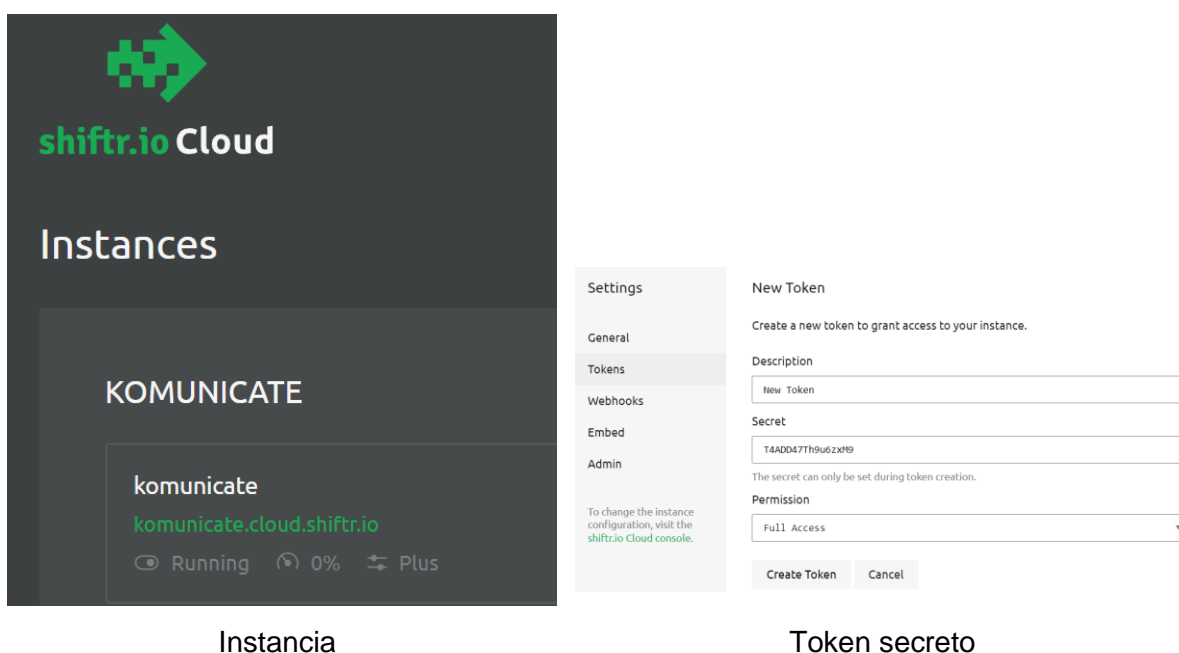 shiftr.io Cloud
Instances
KOMUNICATE
komunicate
komunicate.cloud.shiftr.io
Running 0% Plus
Settings
General
Tokens
Webhooks
Embed
Admin
To change the instance
configuration, visit the
shiftr.io Cloud console.
New Token
Create a new token to grant access to your instance.
Description
New Token
Secret
T4ADD47Th9u6zxM9
The secret can only be set during token creation.
Permission
Full Access
Create Token Cancel
Instancia
Token secreto